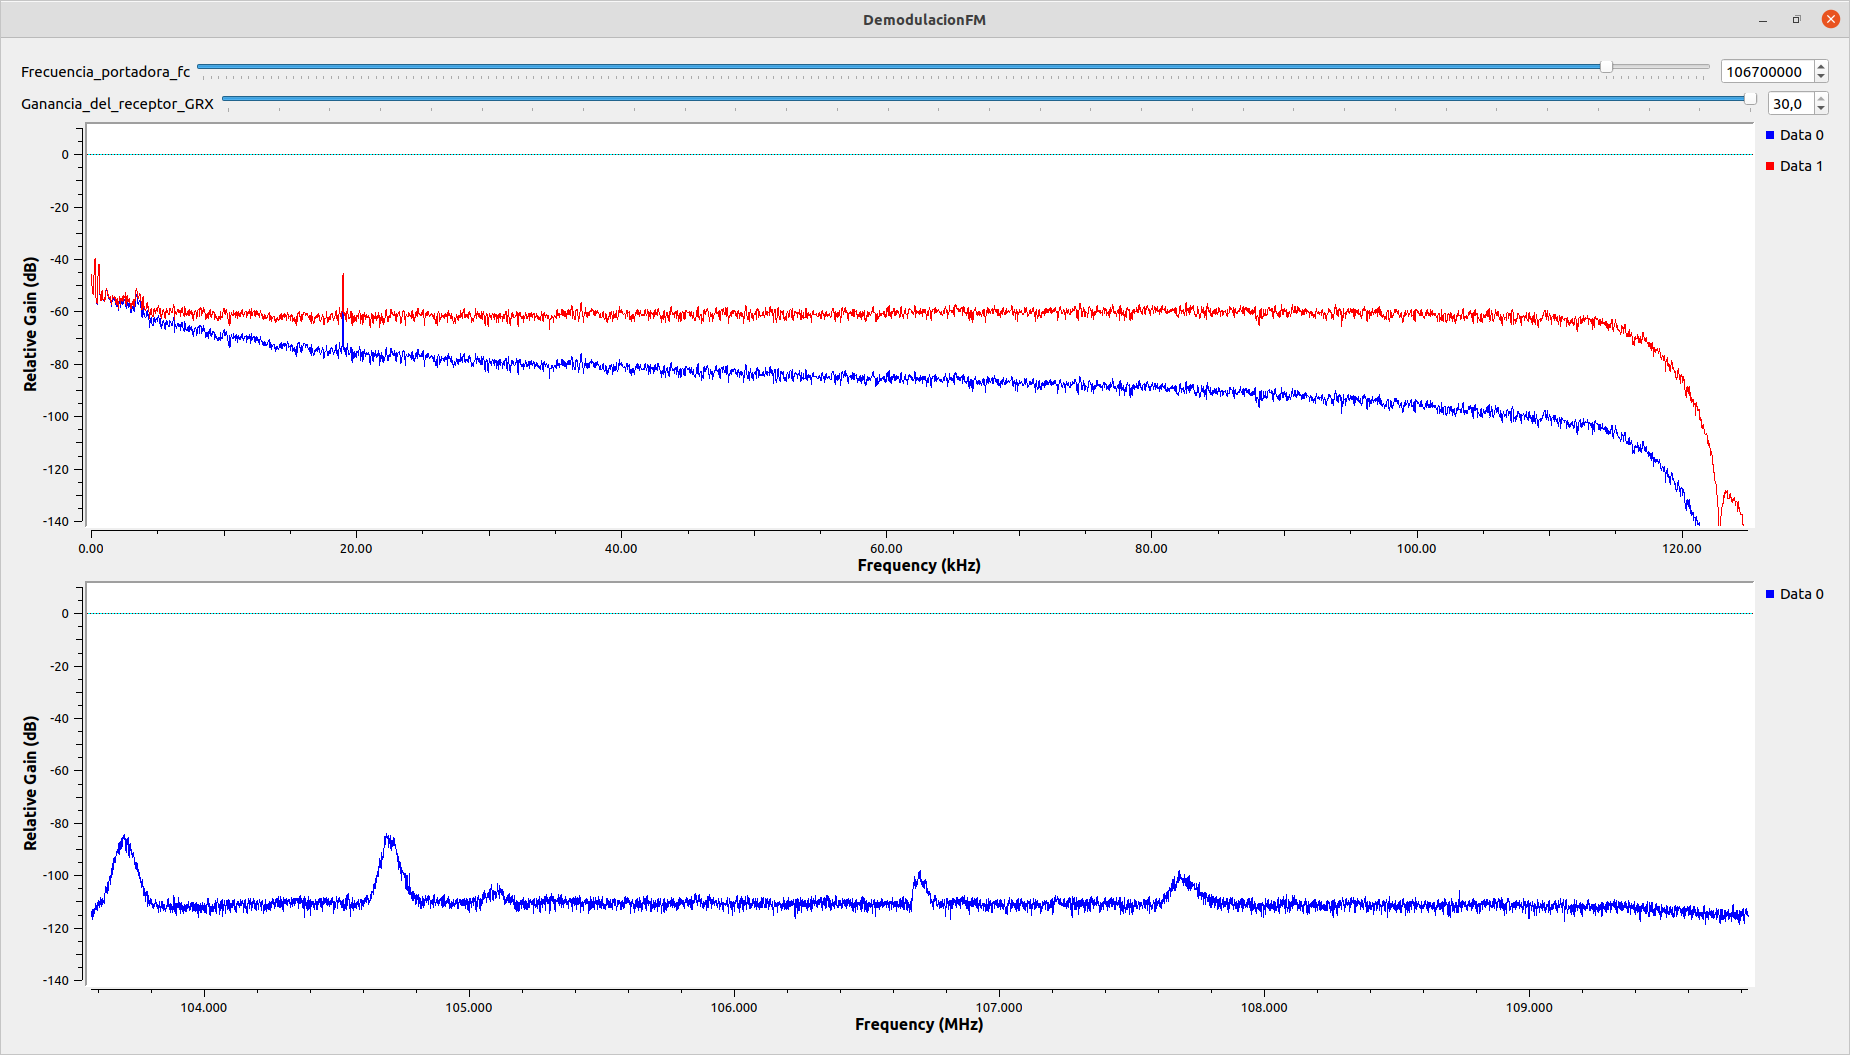 DemodulacionFM
Frecuencia_portadora_fc 106700000
Ganancia_del_receptor_GRX 30,0
Data 0
Data 1
Relative Gain (dB)
0
-20
-40
-60
-80
-100
-120
-140
0.00 20.00 40.00 60.00 80.00 100.00 120.00
Frequency (kHz)
Data 0
Relative Gain (dB)
0
-20
-40
-60
-80
-100
-120
-140
104.000 105.000 106.000 107.000 108.000 109.000
Frequency (MHz)